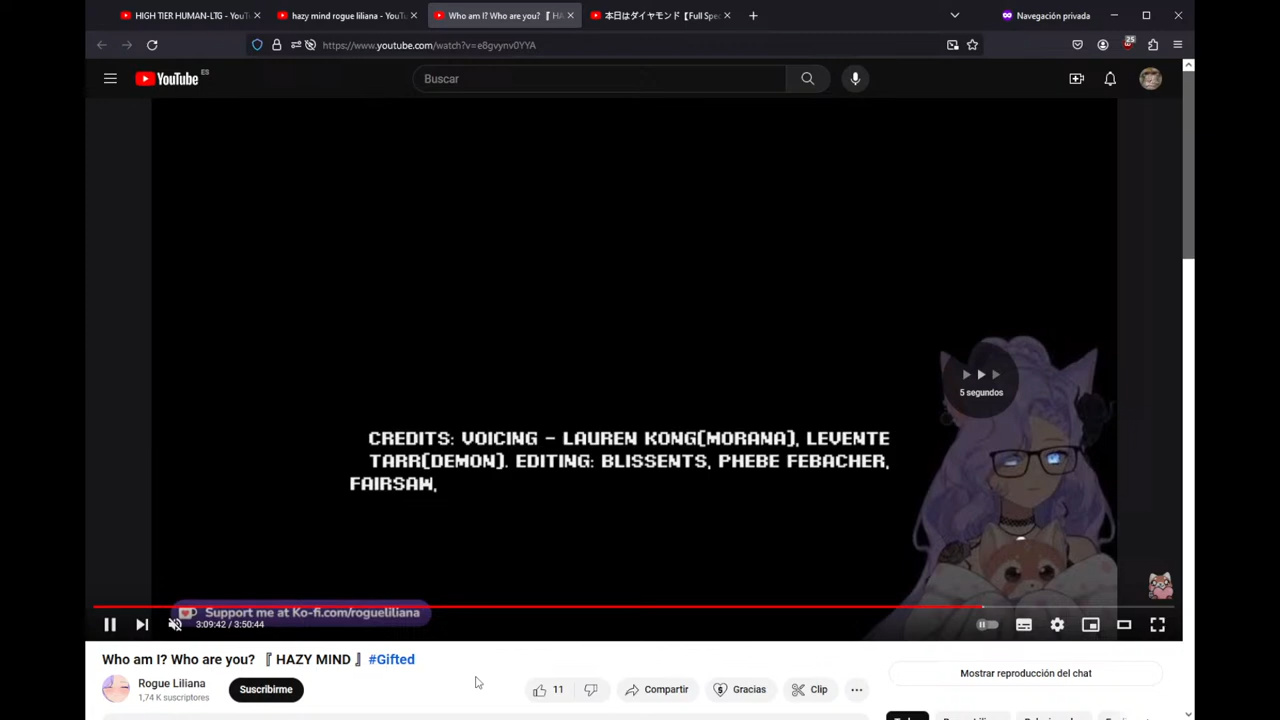 HIGH TIER HUMAN-LTG - YouTu
hazy mind rogue liliana - YouTu
Who am I? Who are you? 『 HA
本日はダイヤモンド【Full Spec
Navegación privada
https://www.youtube.com/watch?v=e8gvynv0YYA
25
YouTube ES
Buscar
5 segundos
CREDITS: VOICING - LAUREN KONG(MORANA), LEVENTE
TARR(DEMON). EDITING: BLISSENTS, PHEBE FEBACHER,
FAIRSAW,
Support me at Ko-fi.com/rogueliliana
3:09:42 / 3:50:44
Who am I? Who are you? 『 HAZY MIND 』 #Gifted
Mostrar reproducción del chat
Rogue Liliana
1,74 K suscriptores
Suscribirme
11
Compartir
Gracias
Clip